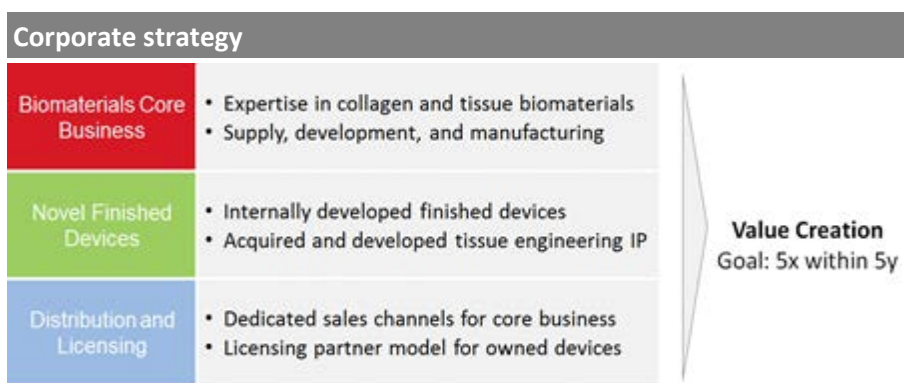 Corporate strategy
Biomaterials Core
Business
• Expertise in collagen and tissue biomaterials
• Supply, development, and manufacturing
Novel Finished
Devices
• Internally developed finished devices
• Acquired and developed tissue engineering IP
Distribution and
Licensing
• Dedicated sales channels for core business
• Licensing partner model for owned devices
Value Creation
Goal: 5x within 5y